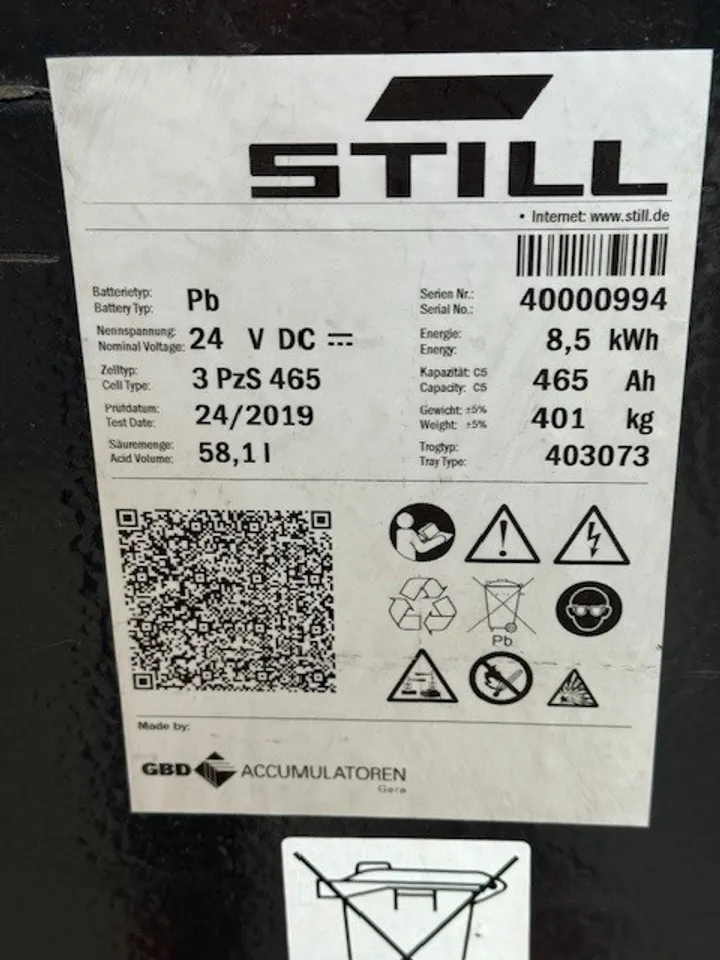 STILL
• Internet: www.still.de
Batterietyp:
Battery Typ: Pb
Serien Nr.:
Serial No.: 40000994
Nennspannung:
Nominal Voltage: 24 V DC
Energie:
Energy: 8,5 kWh
Zelltyp:
Cell Type: 3 PzS 465
Kapazität: C5
Capacity: C5 465 Ah
Prüfdatum:
Test Date: 24/2019
Gewicht: ±5%
Weight: ±5% 401 kg
Säuremenge:
Acid Volume: 58,1 l
Trogtyp:
Tray Type: 403073
Pb
Made by:
GBD ACCUMULATOREN
Gera